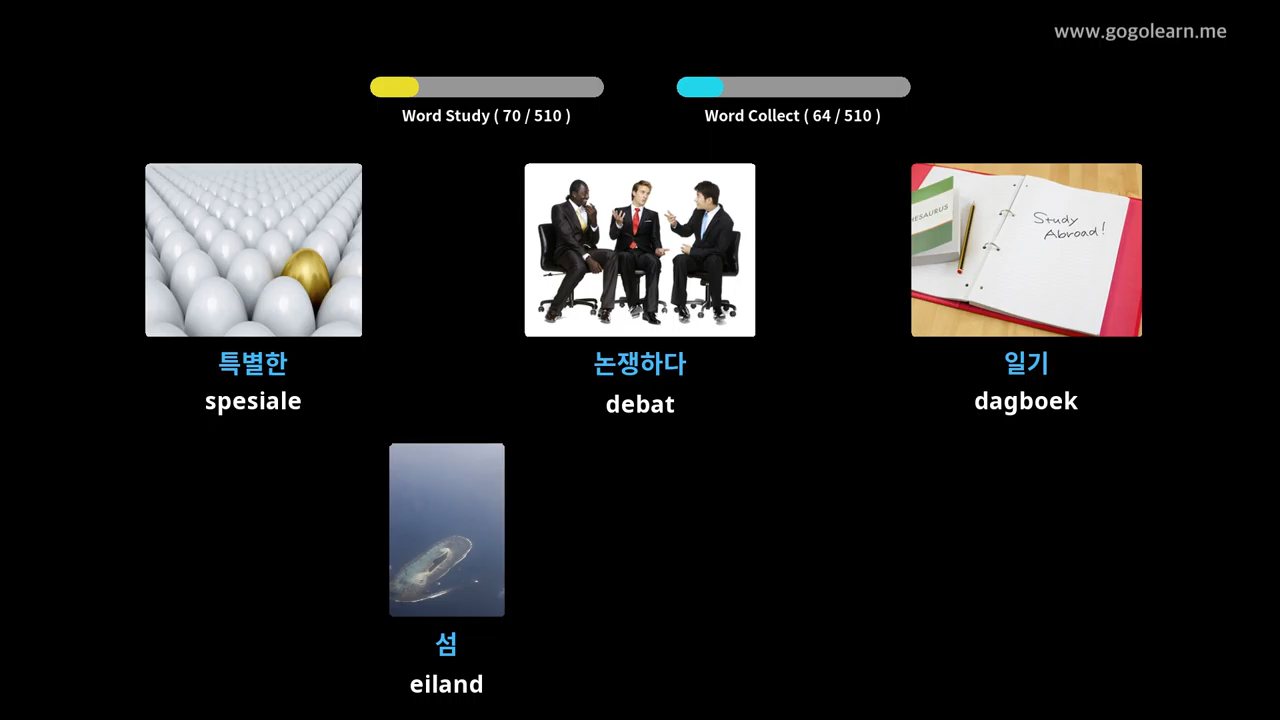 www.gogolearn.me
Word Study ( 70 / 510 )
Word Collect ( 64 / 510 )
ESAURUS
Study
Abroad!
특별한
논쟁하다
일기
spesiale
debat
dagboek
섬
eiland